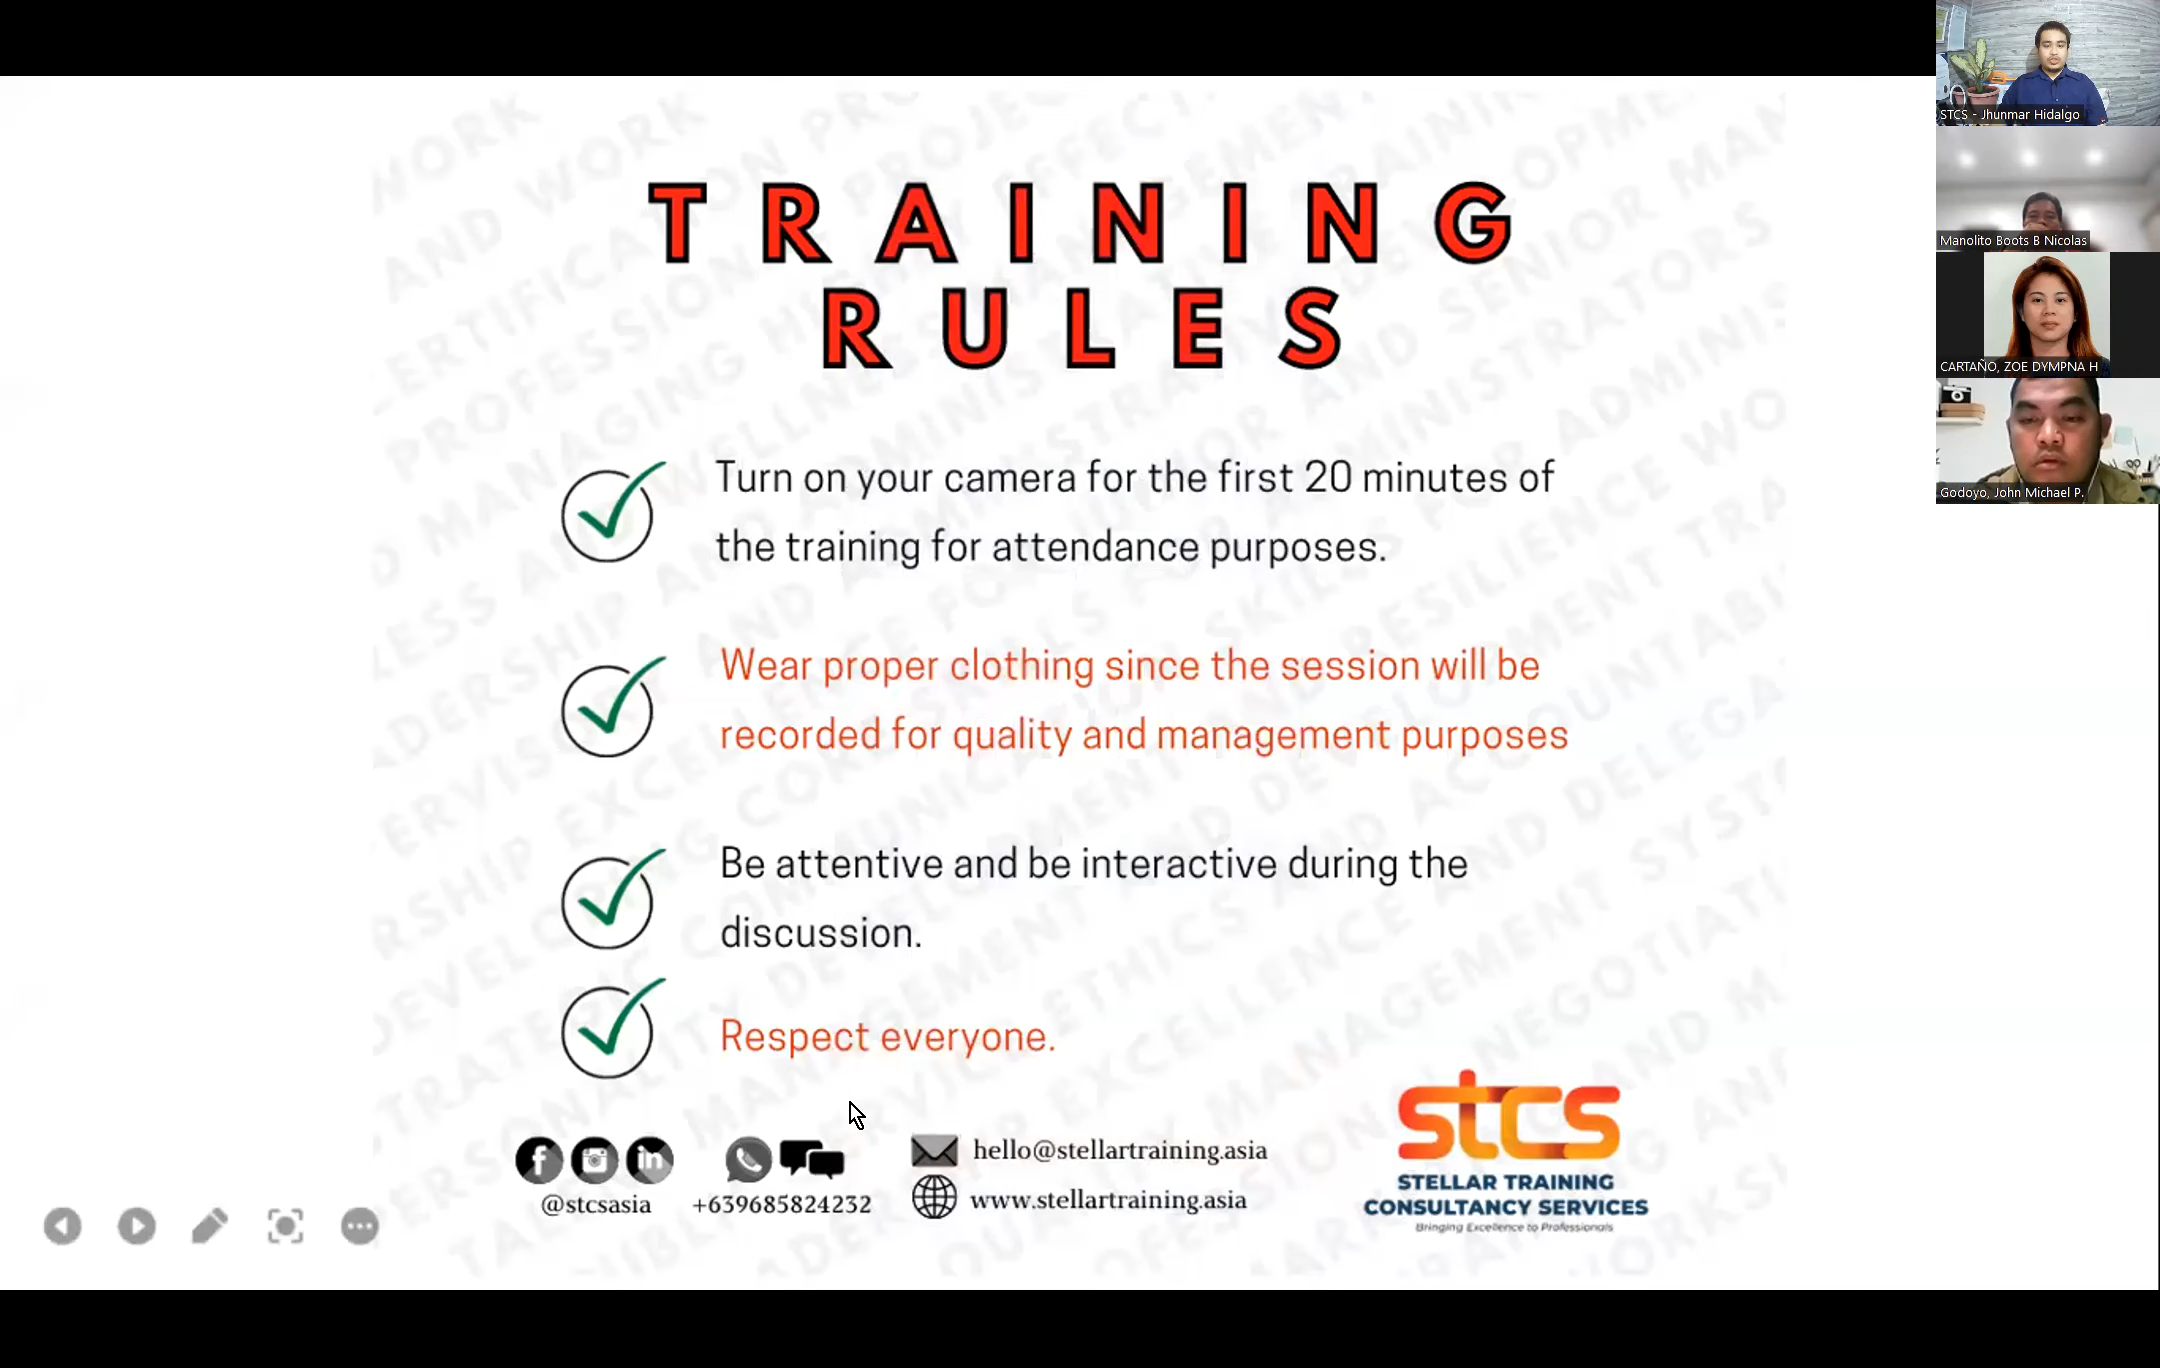 TRAINING
RULES
Turn on your camera for the first 20 minutes of
the training for attendance purposes.
Wear proper clothing since the session will be
recorded for quality and management purposes
Be attentive and be interactive during the
discussion.
Respect everyone.
@stcsasia
+639685824232
hello@stellartraining.asia
www.stellartraining.asia
stcs
STELLAR TRAINING
CONSULTANCY SERVICES
Bringing Excellence to Professionals
STCS - Jhunmar Hidalgo
Manolito Boots B Nicolas
CARTAÑO, ZOE DYMPNA H
Godoyo, John Michael P.